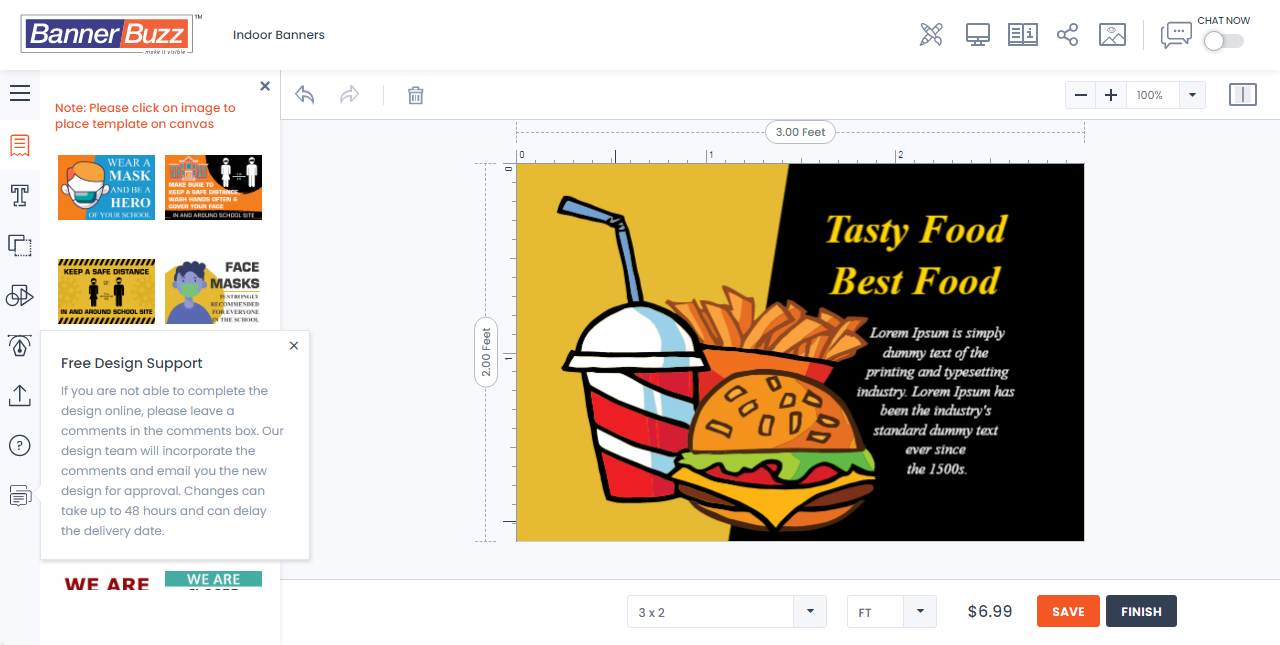 BannerBuzz
TM
make it visible
Indoor Banners
CHAT NOW
Note: Please click on image to
place template on canvas
WEAR A
MASK
AND BE A
HERO
OF YOUR SCHOOL
MAKE SURE TO
KEEP A SAFE DISTANCE,
WASH HANDS OFTEN &
COVER YOUR FACE
IN AND AROUND SCHOOL SITE
KEEP A SAFE DISTANCE
IN AND AROUND SCHOOL SITE
FACE
MASKS
IS STRONGLY
RECOMMENDED
FOR EVERYONE
IN THE SCHOOL
Free Design Support
If you are not able to complete the
design online, please leave a
comments in the comments box. Our
design team will incorporate the
comments and email you the new
design for approval. Changes can
take up to 48 hours and can delay
the delivery date.
WE ARE
WE ARE
100%
3.00 Feet
0
1
2
0
1
2.00 Feet
Tasty Food
Best Food
Lorem Ipsum is simply
dummy text of the
printing and typesetting
industry. Lorem Ipsum has
been the industry's
standard dummy text
ever since
the 1500s.
3 x 2
FT
$6.99
SAVE
FINISH